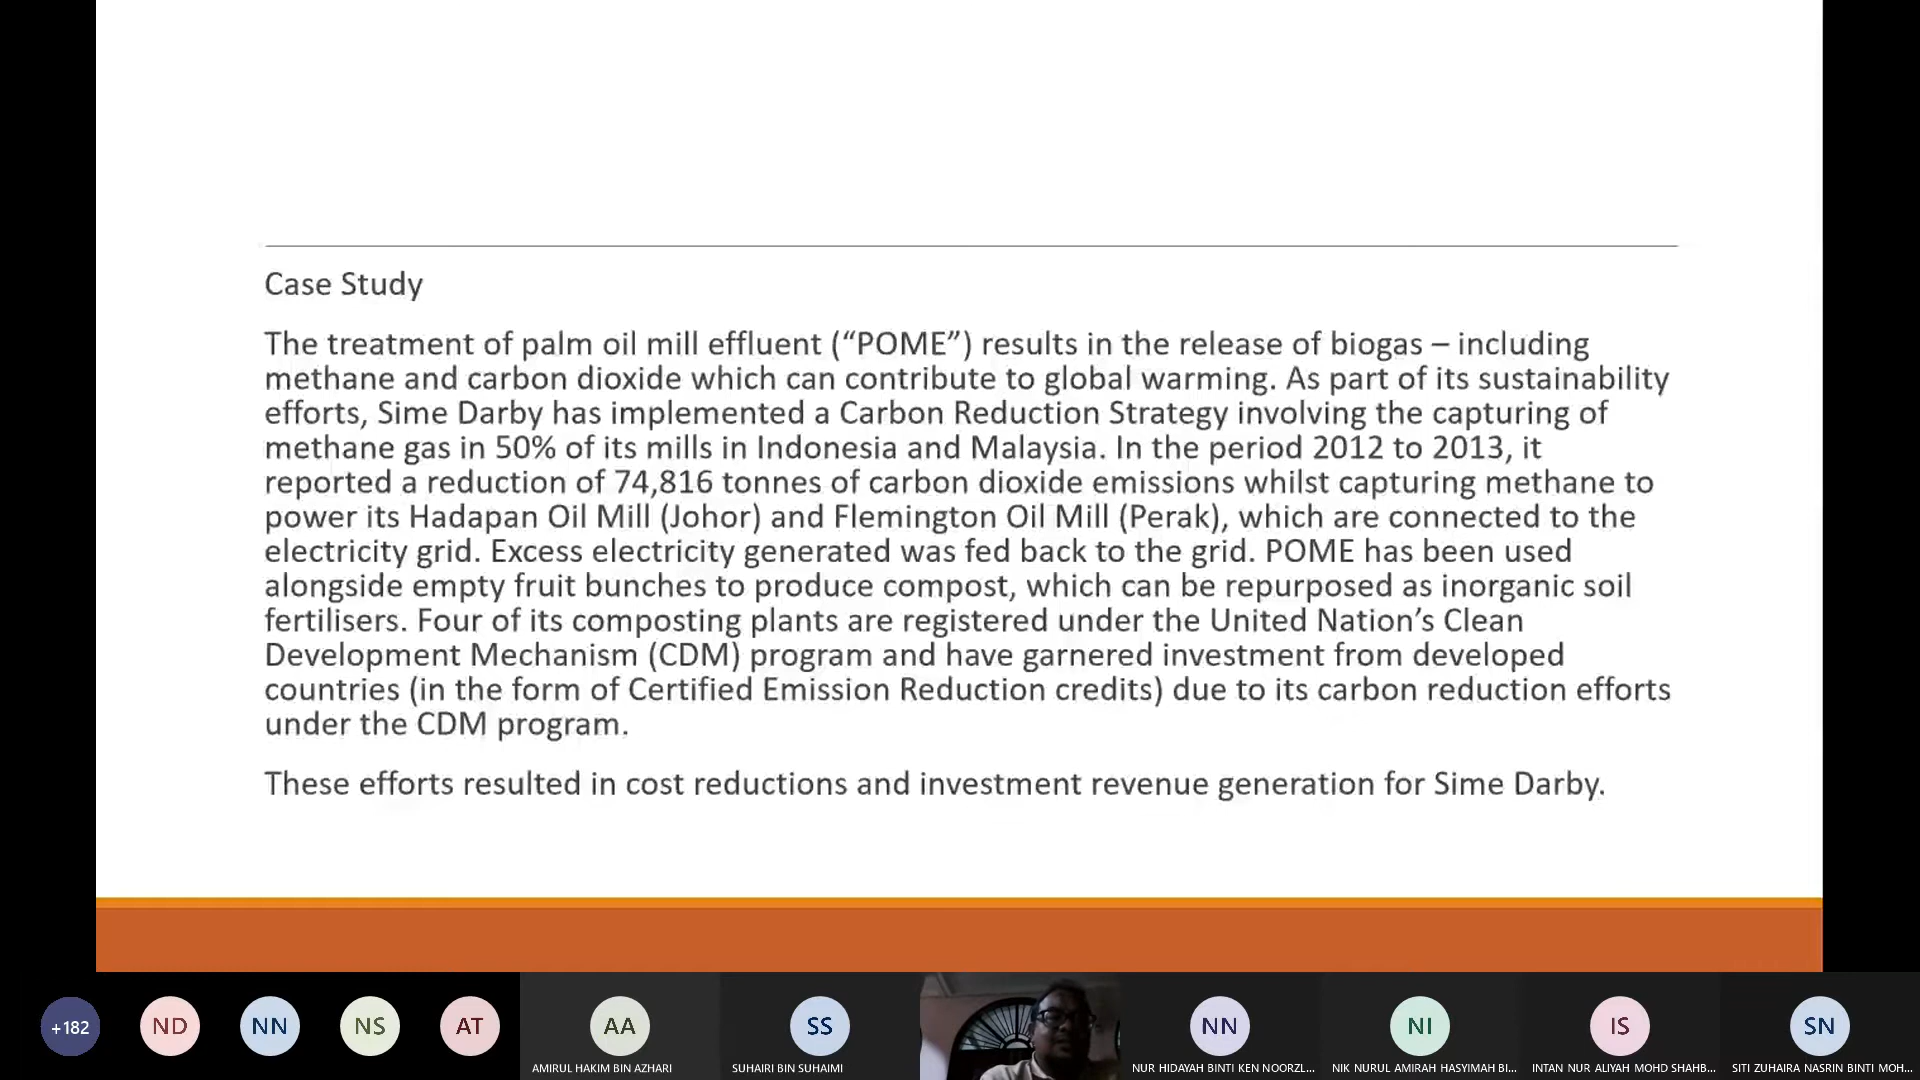 Case Study
The treatment of palm oil mill effluent (“POME”) results in the release of biogas – including
methane and carbon dioxide which can contribute to global warming. As part of its sustainability
efforts, Sime Darby has implemented a Carbon Reduction Strategy involving the capturing of
methane gas in 50% of its mills in Indonesia and Malaysia. In the period 2012 to 2013, it
reported a reduction of 74,816 tonnes of carbon dioxide emissions whilst capturing methane to
power its Hadapan Oil Mill (Johor) and Flemington Oil Mill (Perak), which are connected to the
electricity grid. Excess electricity generated was fed back to the grid. POME has been used
alongside empty fruit bunches to produce compost, which can be repurposed as inorganic soil
fertilisers. Four of its composting plants are registered under the United Nation’s Clean
Development Mechanism (CDM) program and have garnered investment from developed
countries (in the form of Certified Emission Reduction credits) due to its carbon reduction efforts
under the CDM program.
These efforts resulted in cost reductions and investment revenue generation for Sime Darby.
+182 ND NN NS AT AA SS NN NI IS SN
AMIRUL HAKIM BIN AZHARI SUHAIRI BIN SUHAIMI NUR HIDAYAH BINTI KEN NOORZL... NIK NURUL AMIRAH HASYIMAH BI... INTAN NUR ALIYAH MOHD SHAHB... SITI ZUHAIRA NASRIN BINTI MOH...